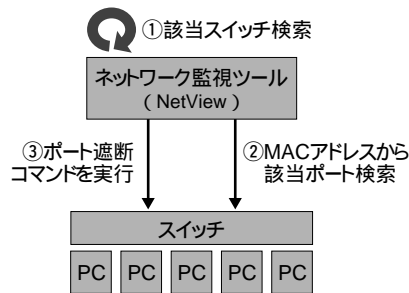 ①該当スイッチ検索
ネットワーク監視ツール
（NetView）
③ポート遮断
コマンドを実行
②MACアドレスから
該当ポート検索
スイッチ
PC PC PC PC PC